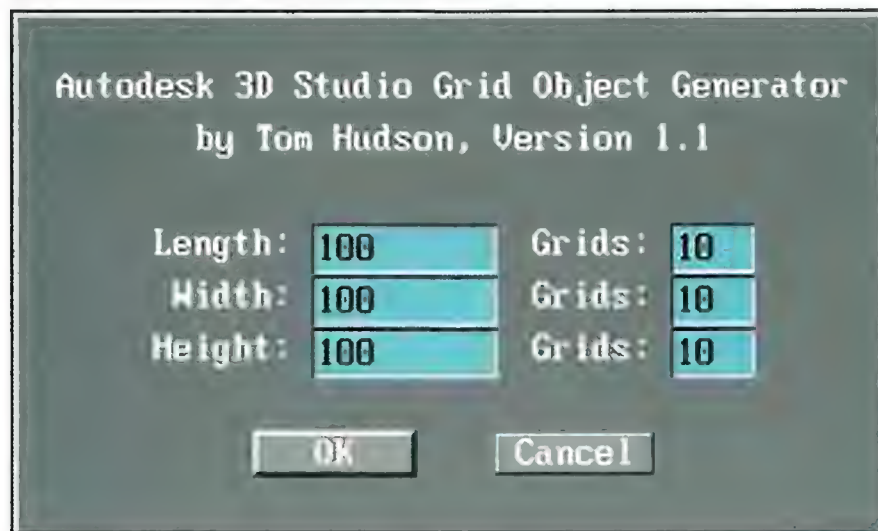 Autodesk 3D Studio Grid Object Generator
by Tom Hudson, Version 1.1
Length: 100 Grids: 10
Width: 100 Grids: 10
Height: 100 Grids: 10
OK Cancel